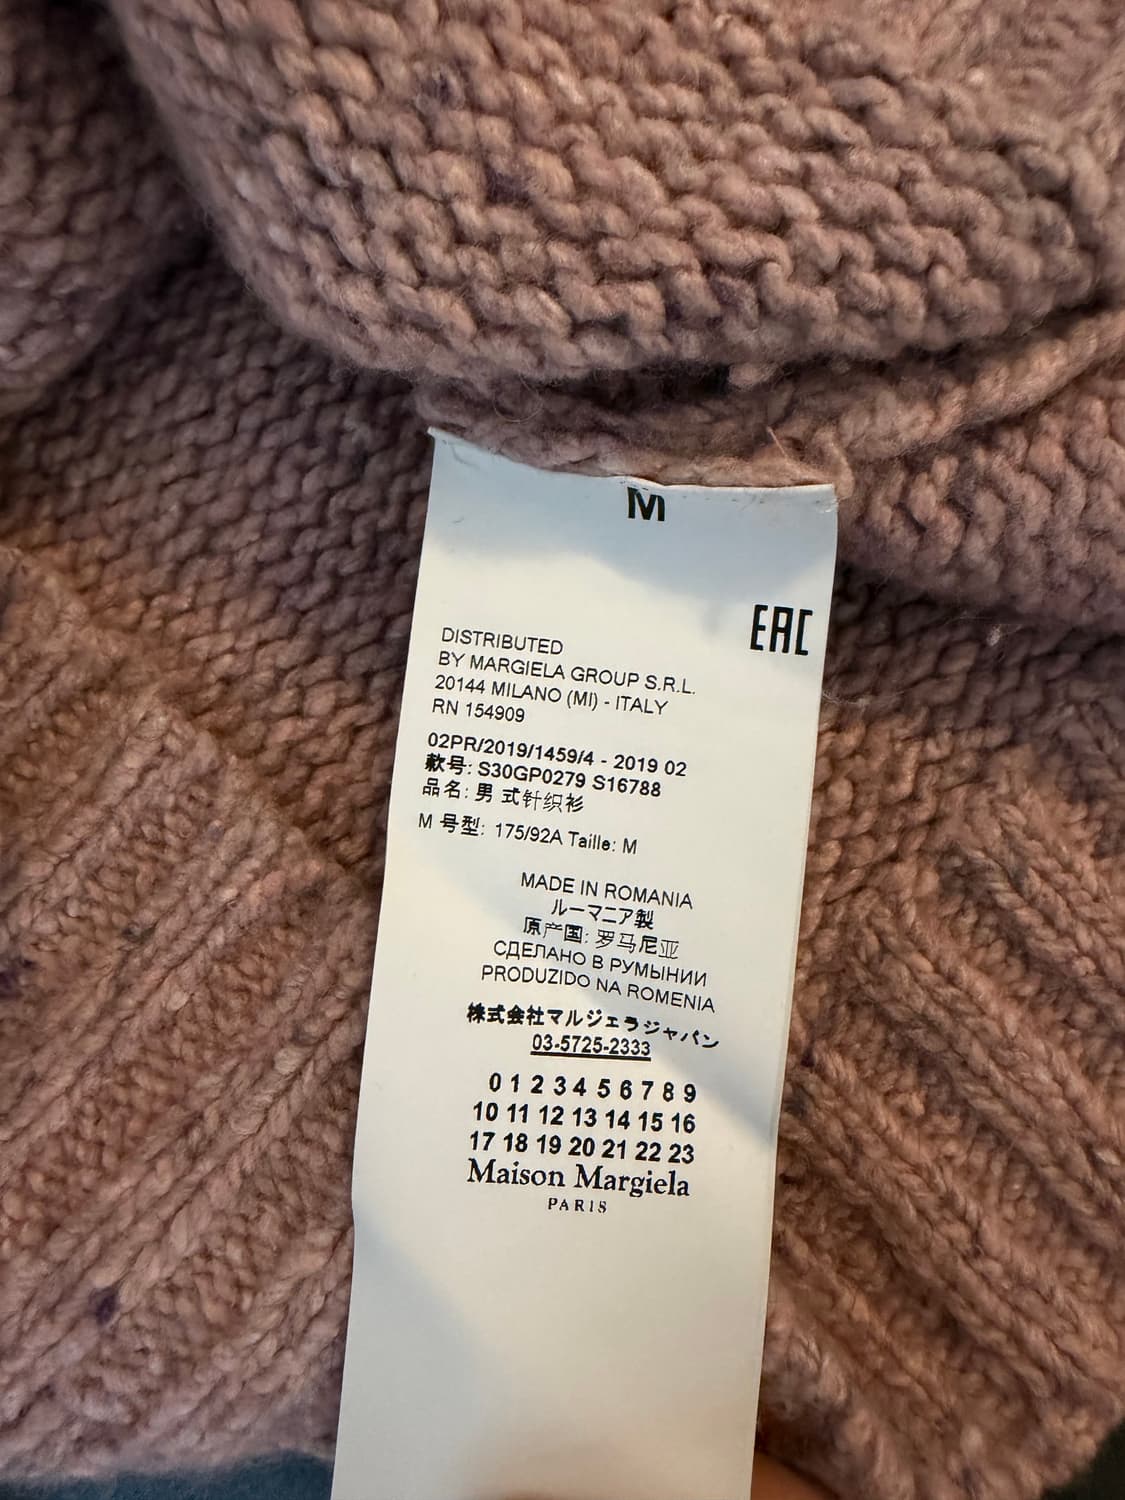 M
EAC
DISTRIBUTED
BY MARGIELA GROUP S.R.L.
20144 MILANO (MI) - ITALY
RN 154909
02PR/2019/1459/4 - 2019 02
款号: S30GP0279 S16788
品名: 男 式针织衫
M 号型: 175/92A Taille: M
MADE IN ROMANIA
ルーマニア製
原产国: 罗马尼亚
СДЕЛАНО В РУМЫНИИ
PRODUZIDO NA ROMENIA
株式会社マルジェラジャパン
03-5725-2333
0 1 2 3 4 5 6 7 8 9
10 11 12 13 14 15 16
17 18 19 20 21 22 23
Maison Margiela
PARIS